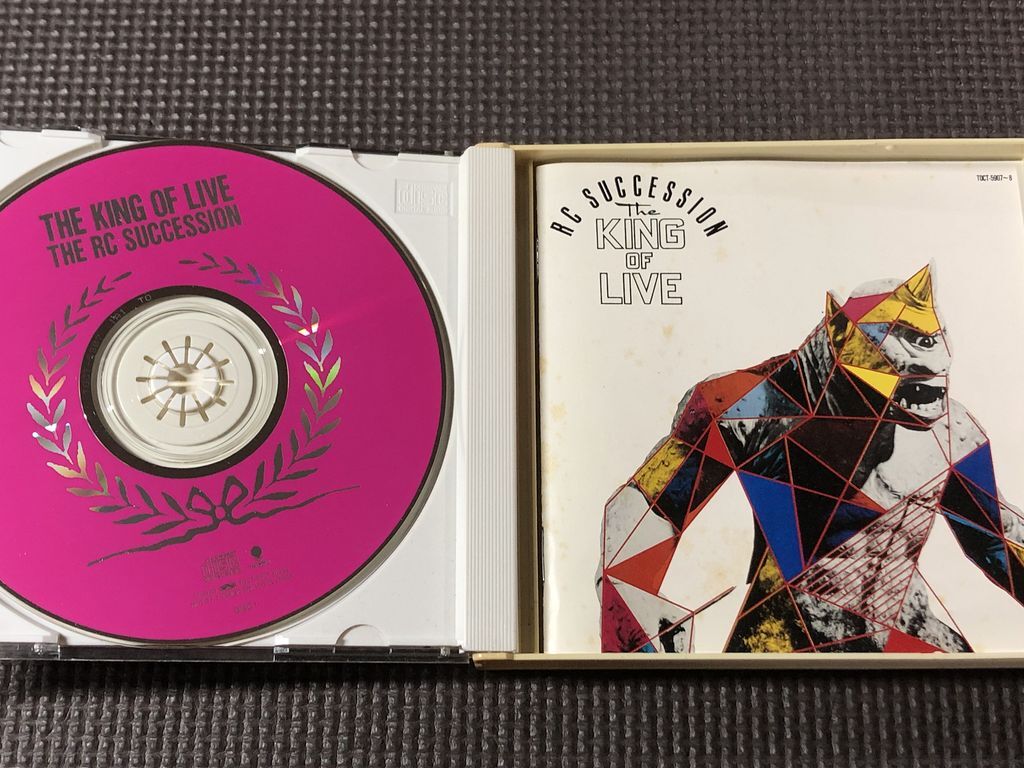 THE KING OF LIVE
THE RC SUCCESSION
RC SUCCESSION
The
KING
OF
LIVE
TOCT-5907~8